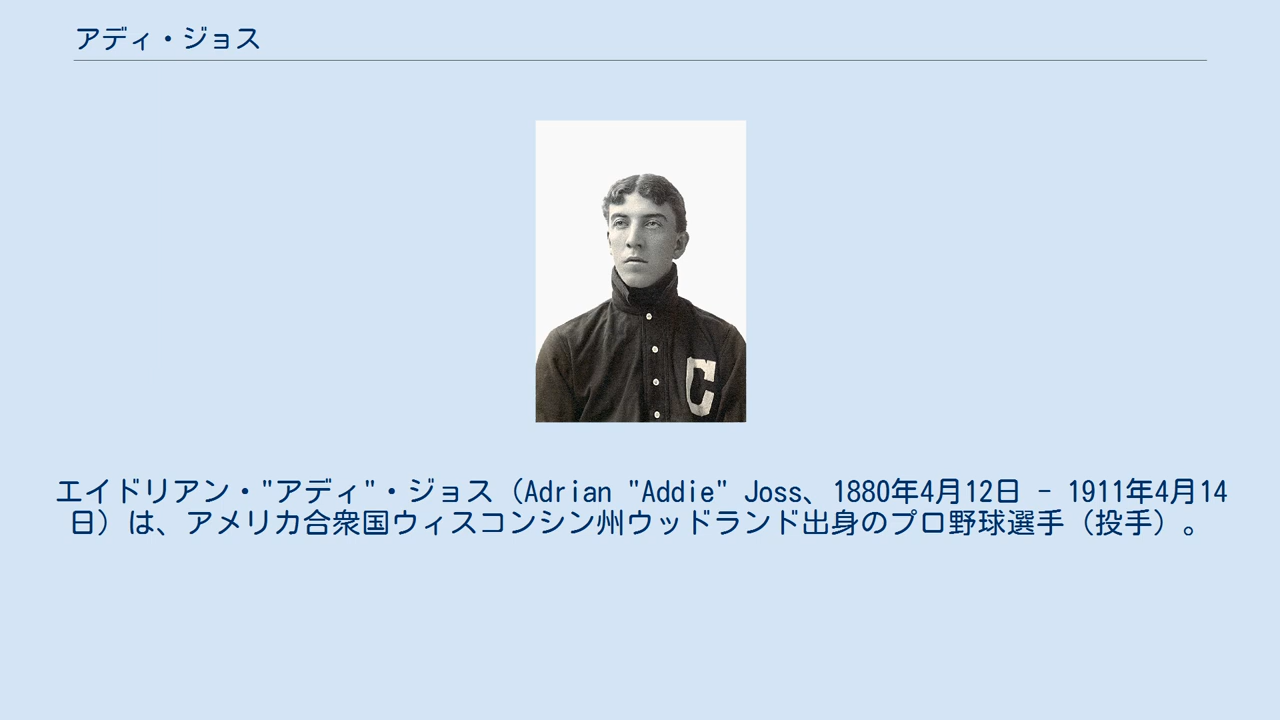 アディ・ジョス
C
エイドリアン・"アディ"・ジョス（Adrian "Addie" Joss、1880年4月12日 - 1911年4月14
日）は、アメリカ合衆国ウィスコンシン州ウッドランド出身のプロ野球選手（投手）。